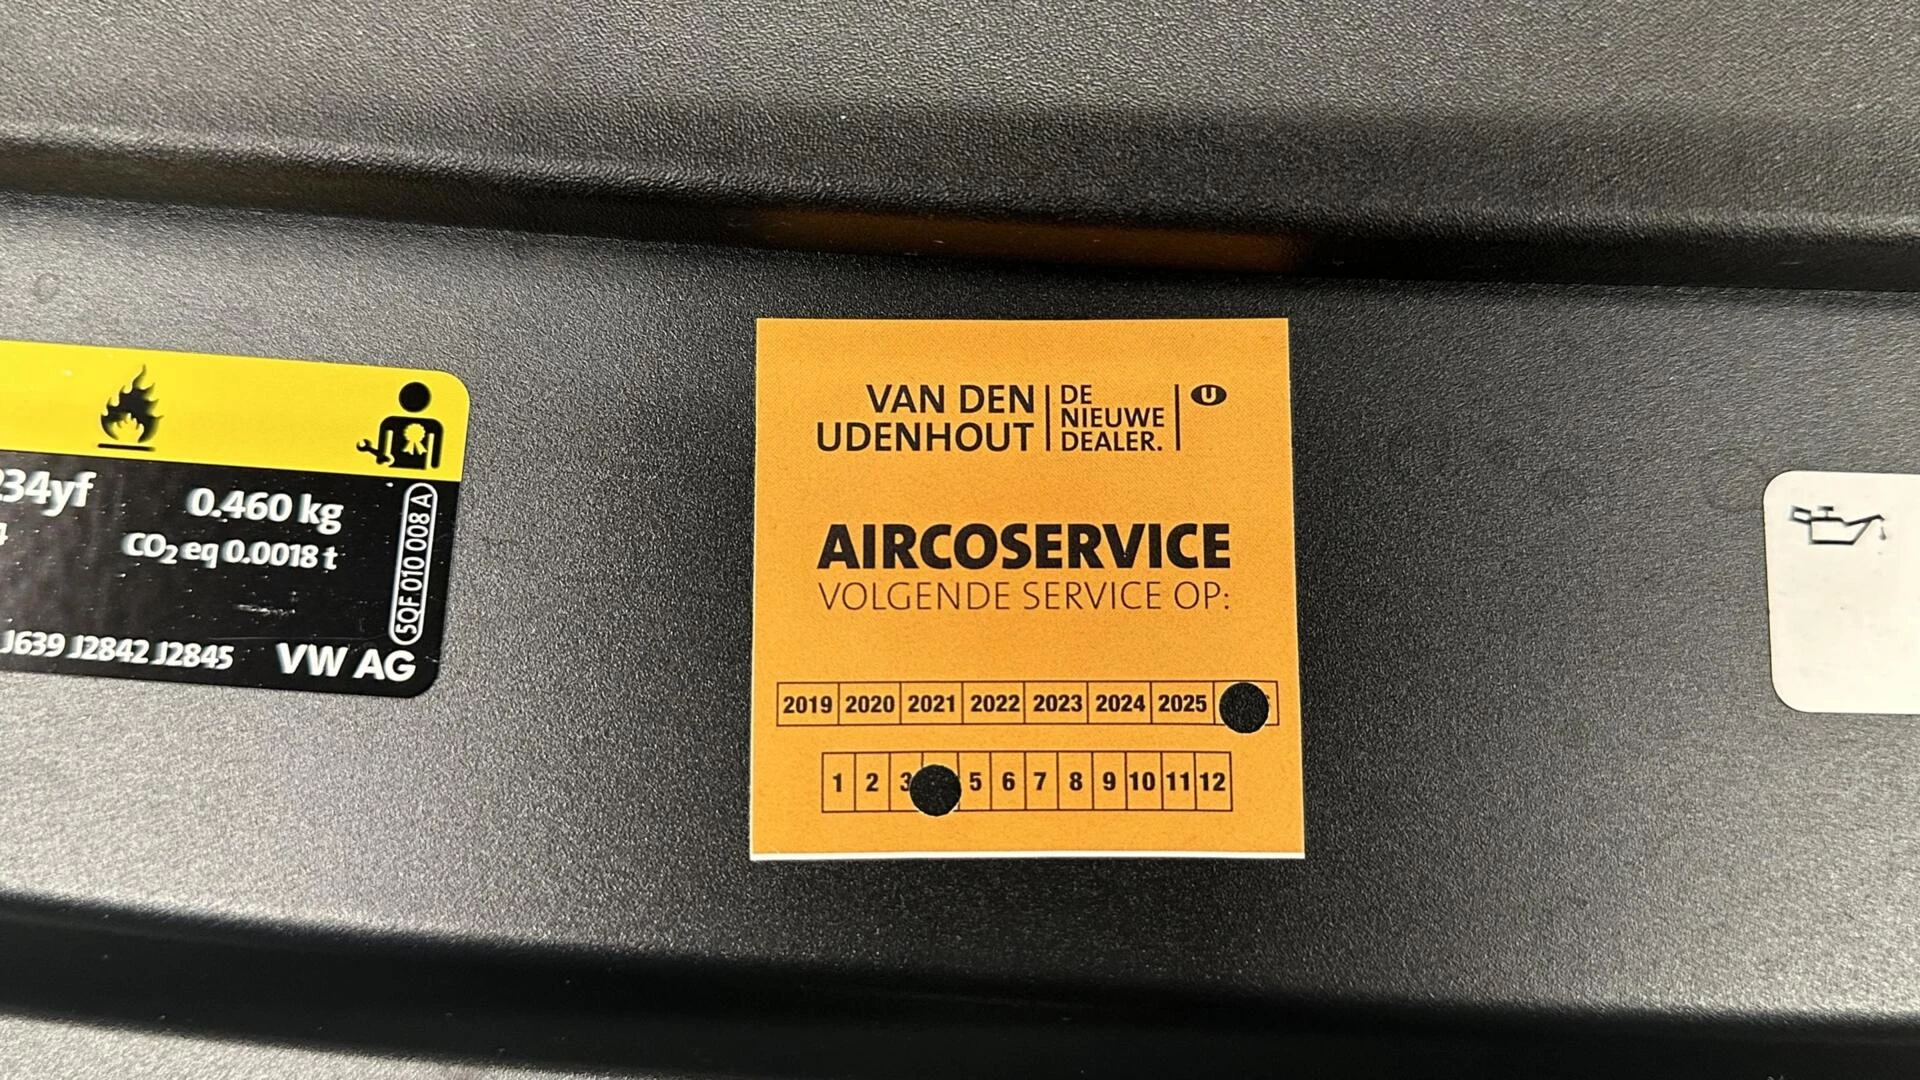 234yf
0.460 kg
CO₂ eq 0.0018 t
5QF 010 008 A
J639 J2842 J2845
VW AG
VAN DEN
UDENHOUT
DE
NIEUWE
DEALER.
U
AIRCOSERVICE
VOLGENDE SERVICE OP:
2019 2020 2021 2022 2023 2024 2025
1 2 3 5 6 7 8 9 10 11 12